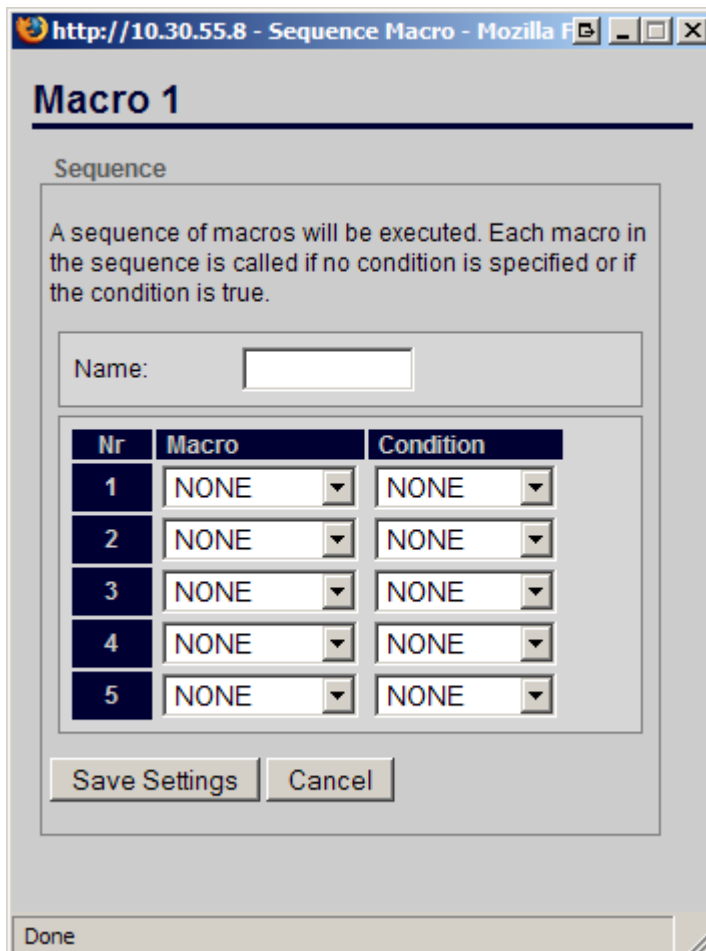 http://10.30.55.8 - Sequence Macro - Mozilla F
Macro 1
Sequence
A sequence of macros will be executed. Each macro in
the sequence is called if no condition is specified or if
the condition is true.
Name:
Nr Macro Condition
1 NONE NONE
2 NONE NONE
3 NONE NONE
4 NONE NONE
5 NONE NONE
Save Settings Cancel
Done